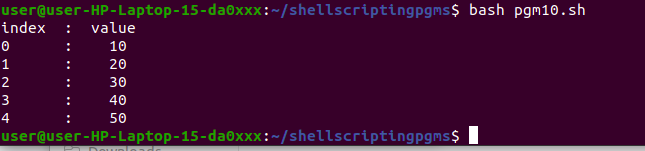 user@user-HP-Laptop-15-da0xxx:~/shellscriptingpgms$ bash pgm10.sh
index  :  value
0      :    10
1      :    20
2      :    30
3      :    40
4      :    50
user@user-HP-Laptop-15-da0xxx:~/shellscriptingpgms$
Downloads